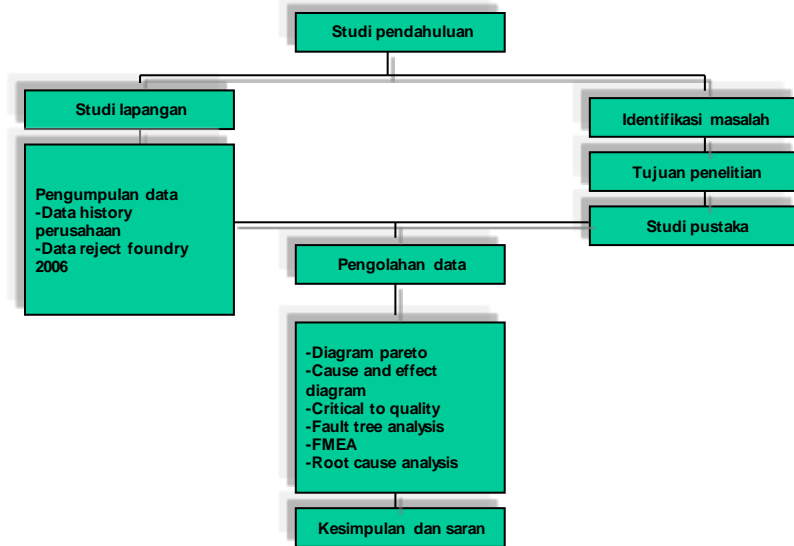 Studi pendahuluan
Studi lapangan
Identifikasi masalah
Pengumpulan data
-Data history
perusahaan
-Data reject foundry
2006
Tujuan penelitian
Studi pustaka
Pengolahan data
-Diagram pareto
-Cause and effect
diagram
-Critical to quality
-Fault tree analysis
-FMEA
-Root cause analysis
Kesimpulan dan saran